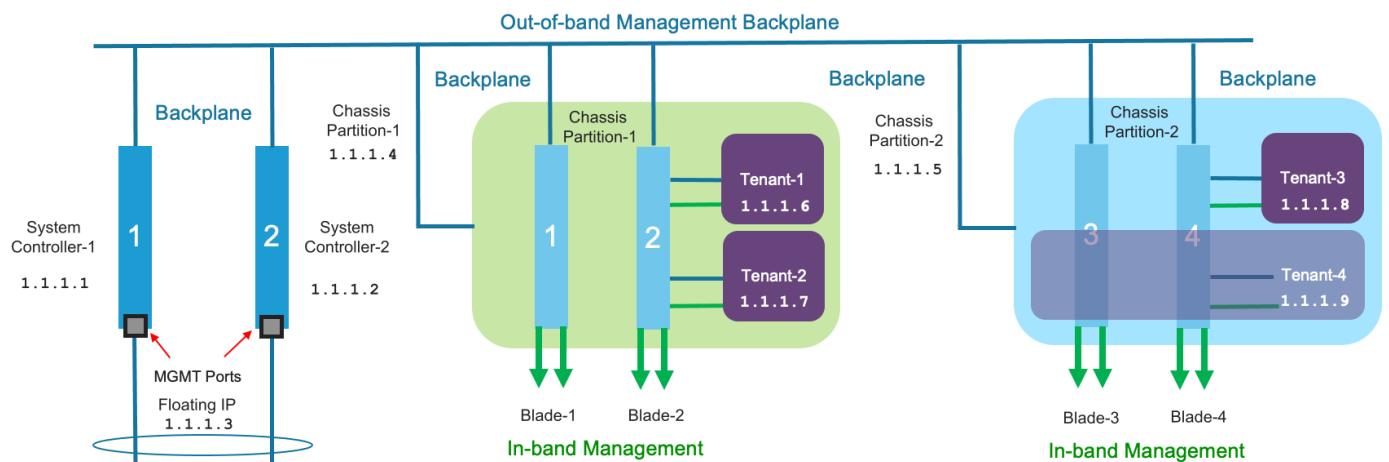 Out-of-band Management Backplane
Backplane
Backplane
Backplane
Backplane
Backplane
Chassis
Partition-1
1.1.1.4
Chassis
Partition-1
Chassis
Partition-2
1.1.1.5
Chassis
Partition-2
System
Controller-1
1.1.1.1
1
2
System
Controller-2
1.1.1.2
1
2
Tenant-1
1.1.1.6
Tenant-2
1.1.1.7
3
4
Tenant-3
1.1.1.8
Tenant-4
1.1.1.9
MGMT Ports
Floating IP
1.1.1.3
Blade-1
Blade-2
In-band Management
Blade-3
Blade-4
In-band Management